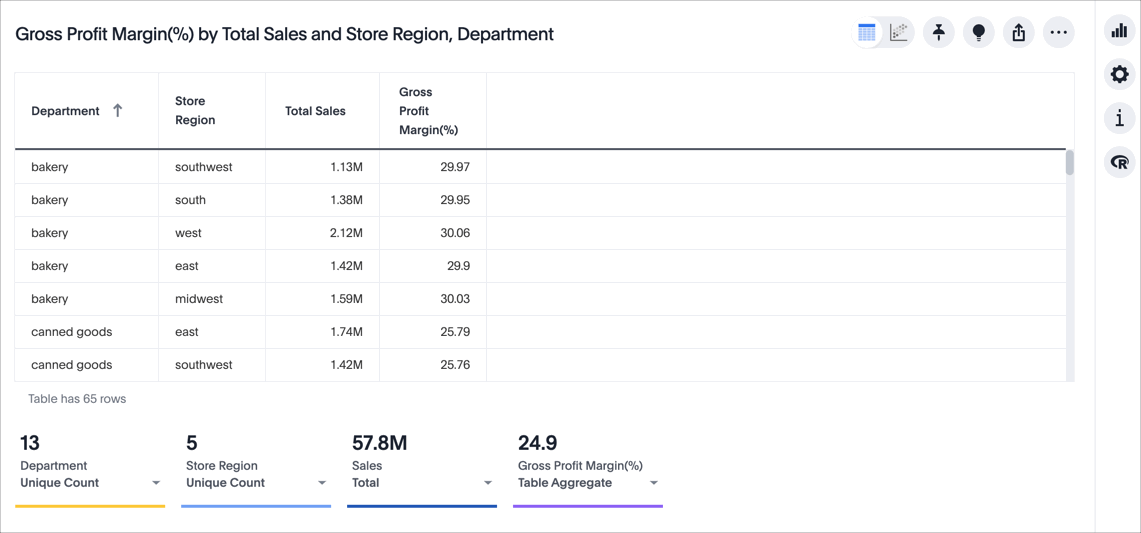 Gross Profit Margin(%) by Total Sales and Store Region, Department
Department Store Region Total Sales Gross Profit Margin(%)
bakery southwest 1.13M 29.97
bakery south 1.38M 29.95
bakery west 2.12M 30.06
bakery east 1.42M 29.9
bakery midwest 1.59M 30.03
canned goods east 1.74M 25.79
canned goods southwest 1.42M 25.76
Table has 65 rows
13 5 57.8M 24.9
Department Store Region Sales Gross Profit Margin(%)
Unique Count Unique Count Total Table Aggregate